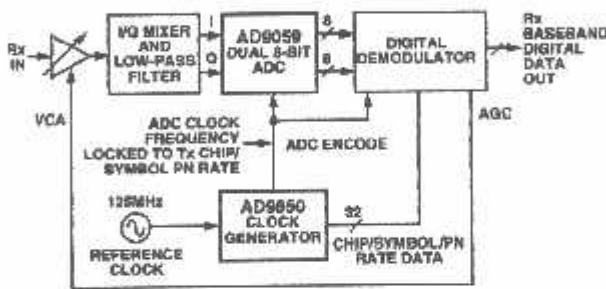 Rx
IN
VCA
I/Q MIXER
AND
LOW-PASS
FILTER
I
Q
AD9059
DUAL 8-BIT
ADC
8
8
DIGITAL
DEMODULATOR
Rx
BASEBAND
DIGITAL
DATA
OUT
AGC
ADC CLOCK
FREQUENCY
LOCKED TO Tx CHIP/
SYMBOL PN RATE
ADC ENCODE
125MHz
REFERENCE
CLOCK
AD9850
CLOCK
GENERATOR
32
CHIP/SYMBOL/PN
RATE DATA